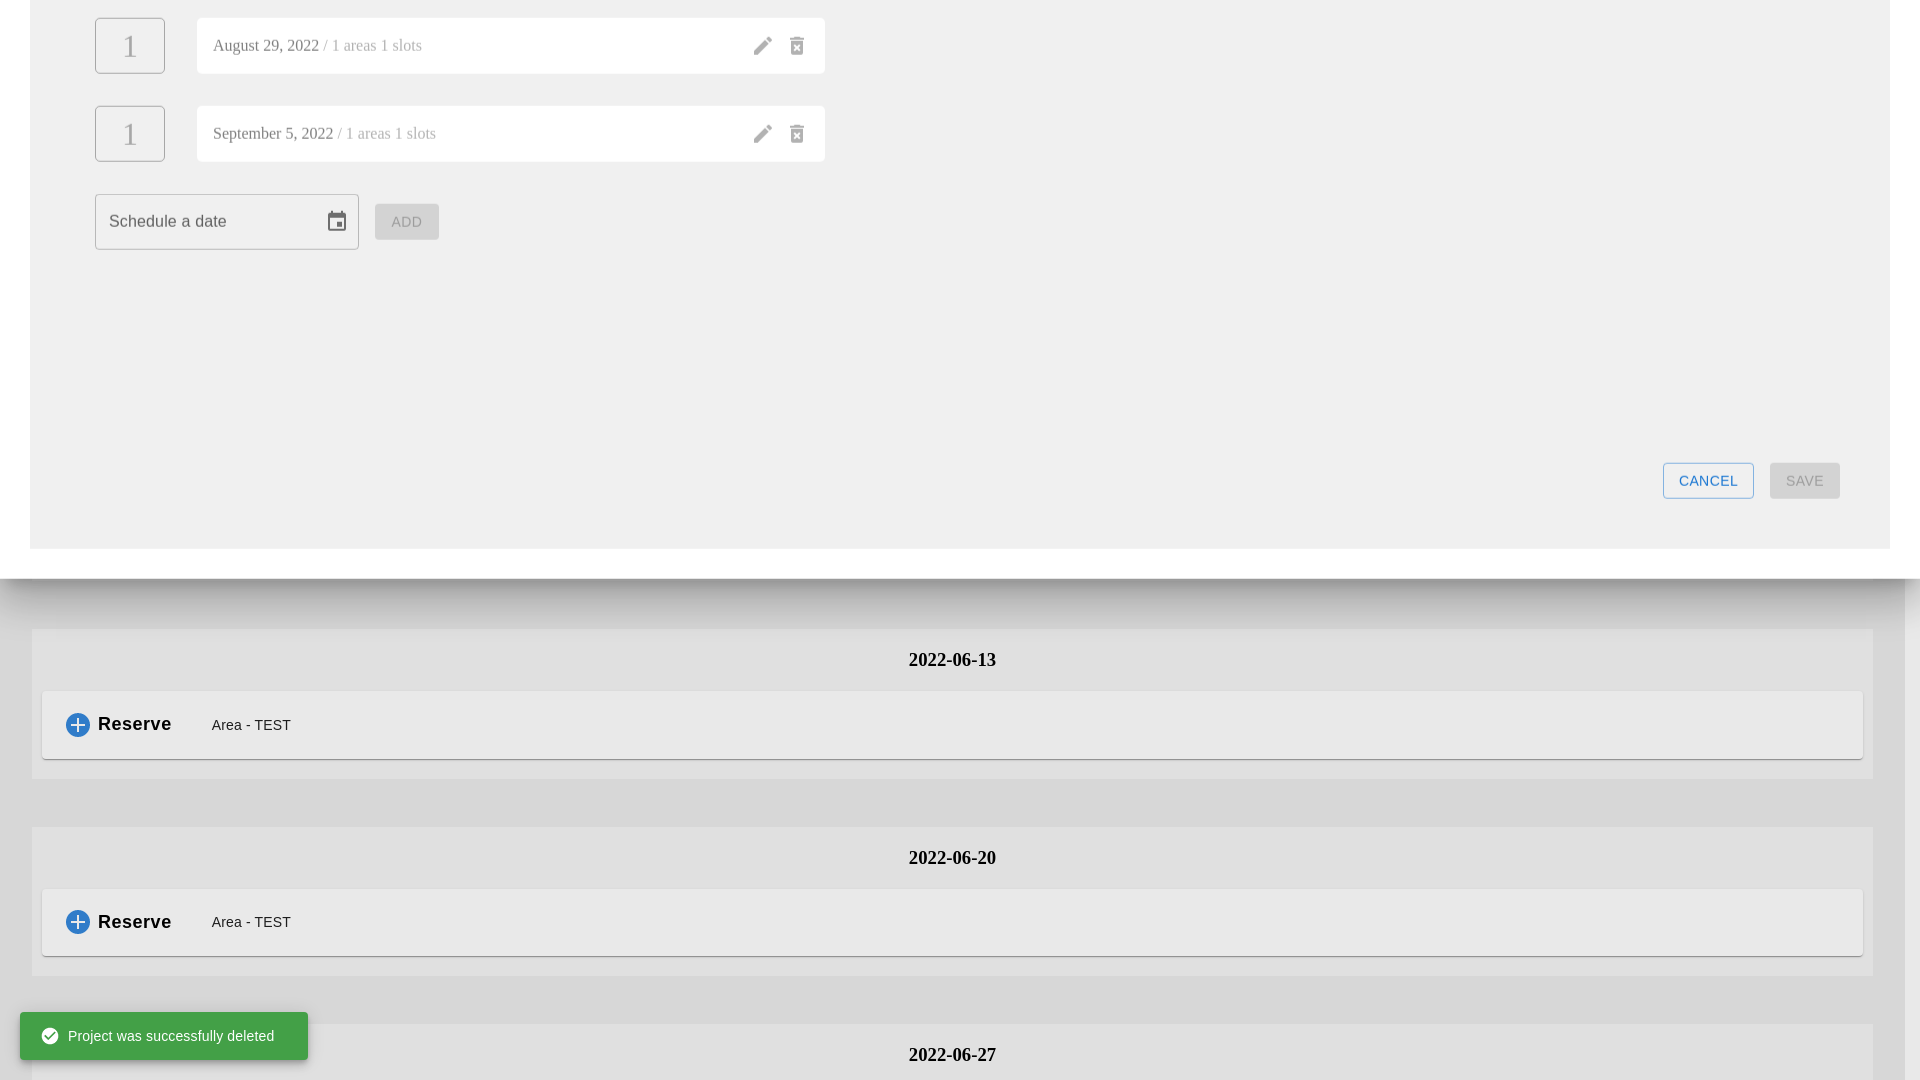 1
August 29, 2022 / 1 areas 1 slots
1
September 5, 2022 / 1 areas 1 slots
Schedule a date
ADD
CANCEL
SAVE
2022-06-13
Reserve
Area - TEST
2022-06-20
Reserve
Area - TEST
Project was successfully deleted
2022-06-27